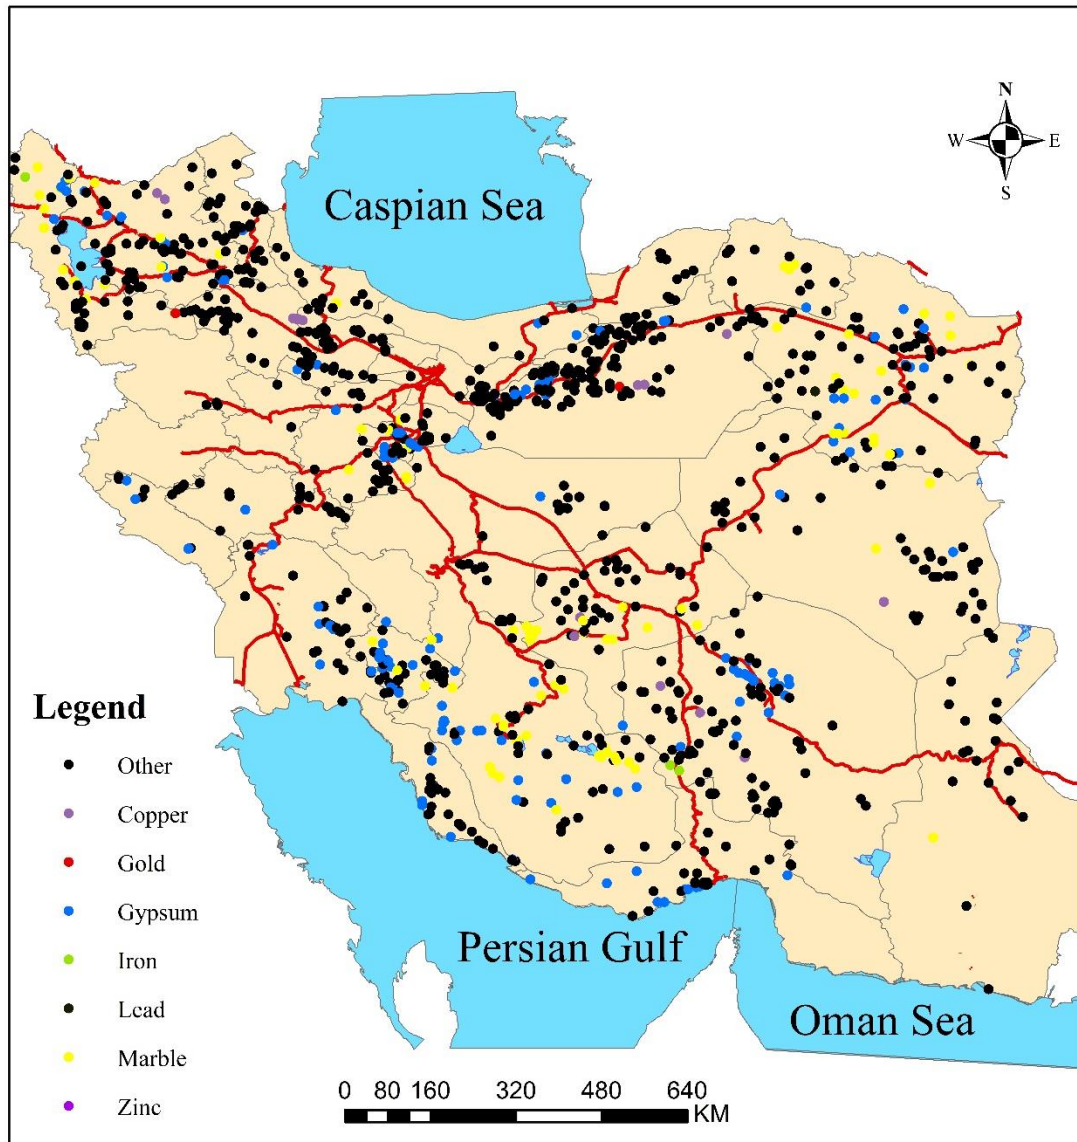 N
W E
S
Caspian Sea
Legend
Other
Copper
Gold
Gypsum
Iron
Lead
Marble
Zinc
Persian Gulf
Oman Sea
0 80 160 320 480 640
KM